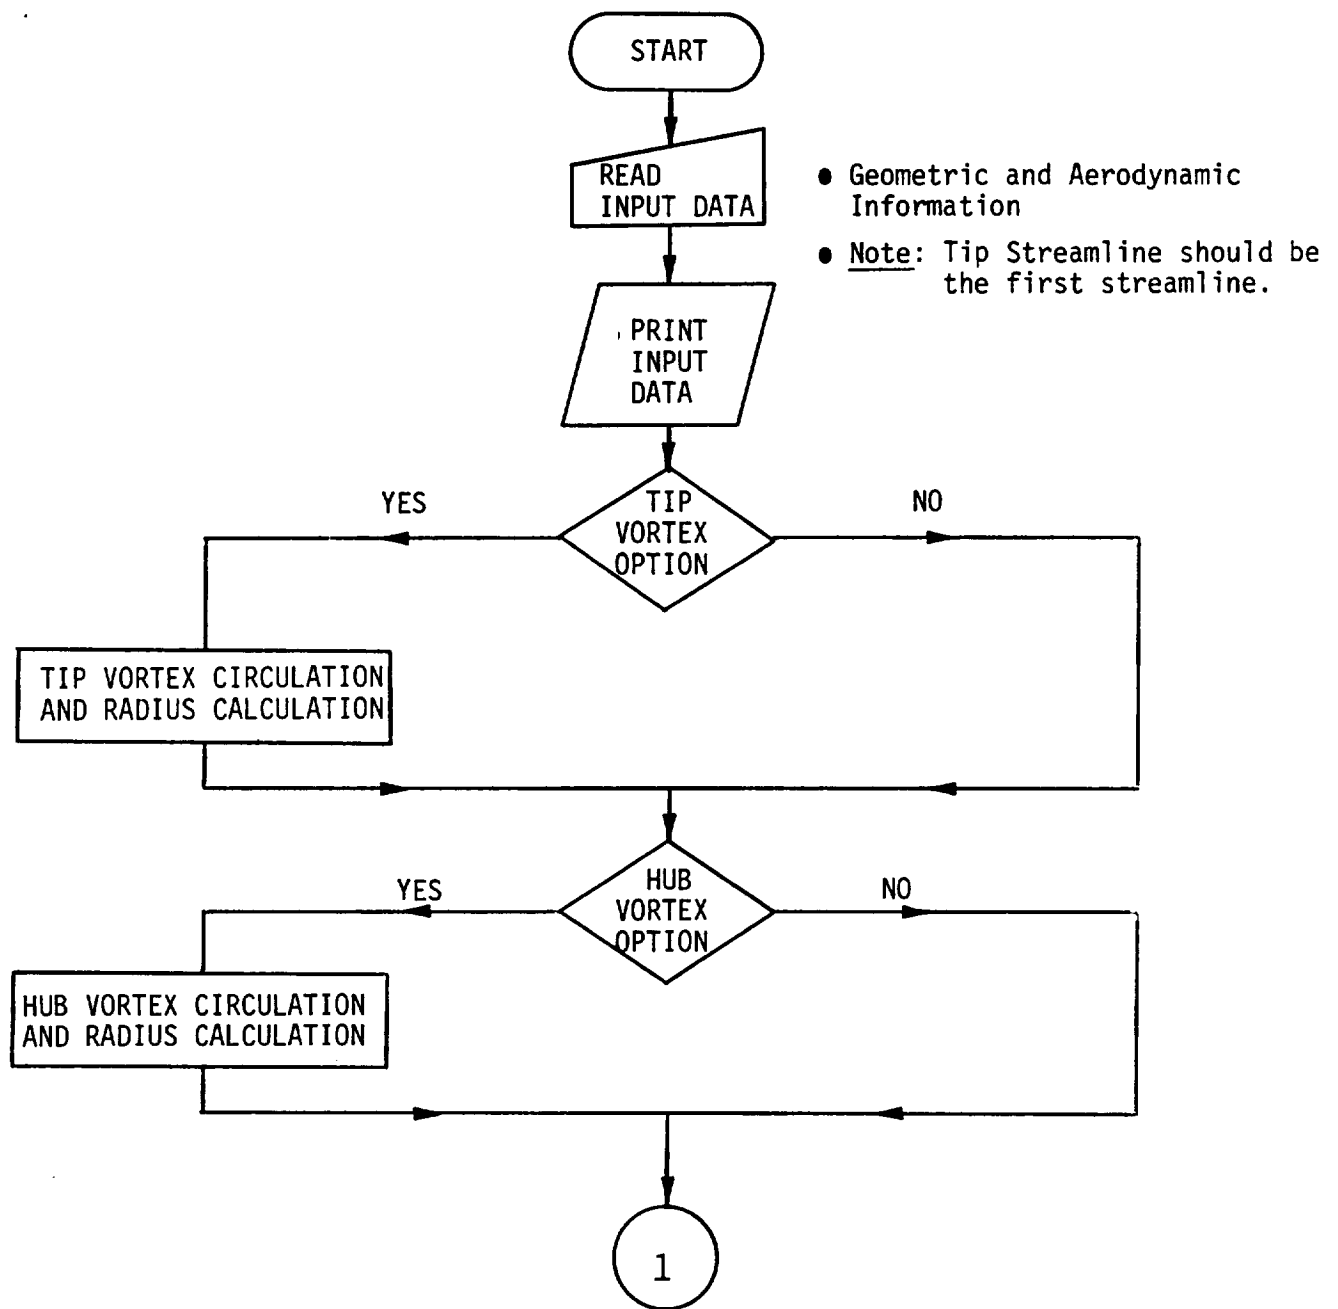 START
READ
INPUT DATA
● Geometric and Aerodynamic
Information
● Note: Tip Streamline should be
the first streamline.
PRINT
INPUT
DATA
YES
TIP
VORTEX
OPTION
NO
TIP VORTEX CIRCULATION
AND RADIUS CALCULATION
YES
HUB
VORTEX
OPTION
NO
HUB VORTEX CIRCULATION
AND RADIUS CALCULATION
1